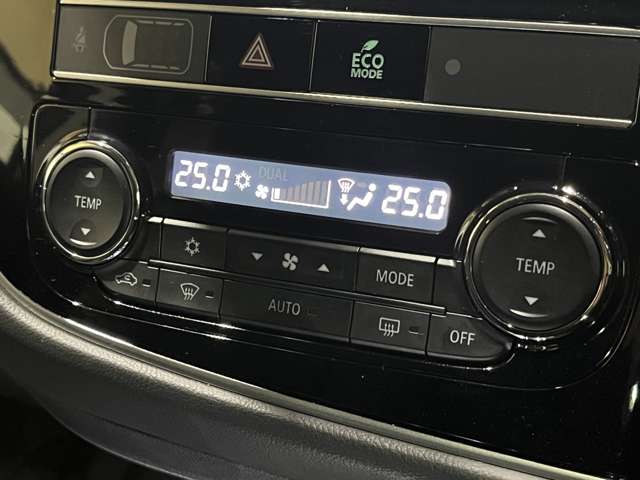 ECO
MODE
25.0 DUAL 25.0
TEMP
TEMP
MODE
AUTO
OFF